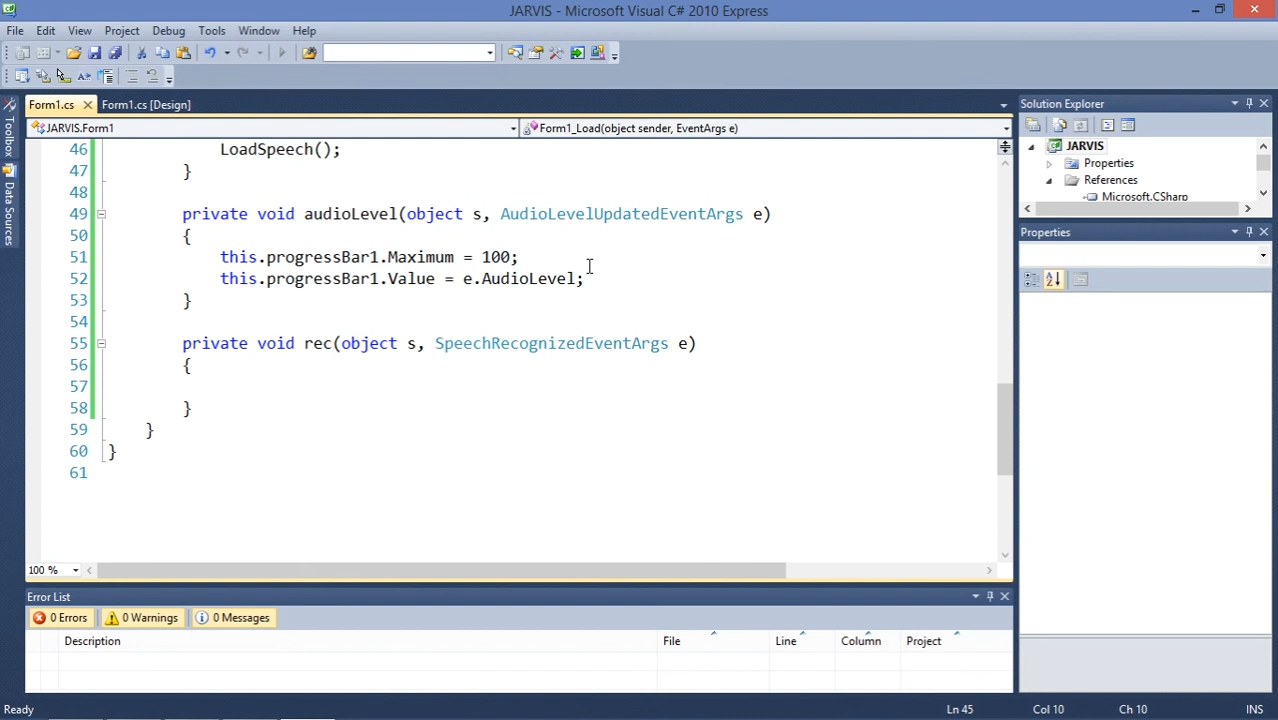 JARVIS - Microsoft Visual C# 2010 Express
File Edit View Project Debug Tools Window Help
Form1.cs Form1.cs [Design]
JARVIS.Form1 Form1_Load(object sender, EventArgs e)
46 LoadSpeech();
47 }
48
49 private void audioLevel(object s, AudioLevelUpdatedEventArgs e)
50 {
51 this.progressBar1.Maximum = 100;
52 this.progressBar1.Value = e.AudioLevel;
53 }
54
55 private void rec(object s, SpeechRecognizedEventArgs e)
56 {
57
58 }
59 }
60 }
61
100 %
Toolbox
Data Sources
Solution Explorer
JARVIS
Properties
References
Microsoft.CSharp
Properties
Error List
0 Errors 0 Warnings 0 Messages
Description File Line Column Project
Ready Ln 45 Col 10 Ch 10 INS